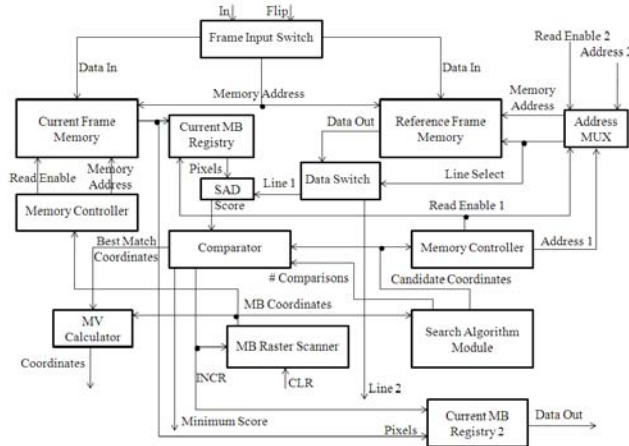 In
Flip
Frame Input Switch
Read Enable 2
Address 2
Data In
Data In
Memory Address
Memory
Address
Current Frame
Memory
Current MB
Registry
Data Out
Reference Frame
Memory
Address
MUX
Read Enable
Memory
Address
Pixels
Line 1
Data Switch
Line Select
SAD
Score
Memory Controller
Read Enable 1
Best Match
Coordinates
Comparator
Memory Controller
Address 1
# Comparisons
Candidate Coordinates
MB Coordinates
MV
Calculator
MB Raster Scanner
Search Algorithm
Module
Coordinates
INCR
CLR
Line 2
Minimum Score
Pixels
Current MB
Registry 2
Data Out